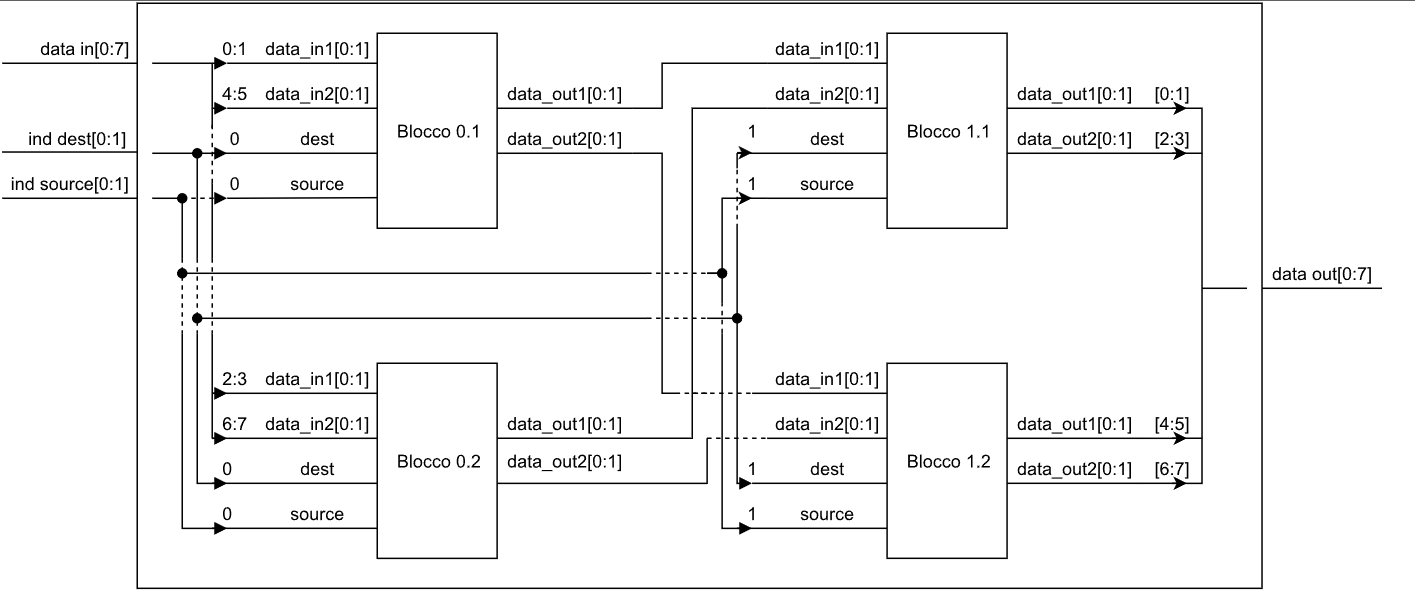 data in[0:7]
ind dest[0:1]
ind source[0:1]
0:1 data_in1[0:1]
4:5 data_in2[0:1]
0 dest
0 source
Blocco 0.1
data_out1[0:1]
data_out2[0:1]
data_in1[0:1]
data_in2[0:1]
1 dest
1 source
Blocco 1.1
data_out1[0:1] [0:1]
data_out2[0:1] [2:3]
2:3 data_in1[0:1]
6:7 data_in2[0:1]
0 dest
0 source
Blocco 0.2
data_out1[0:1]
data_out2[0:1]
data_in1[0:1]
data_in2[0:1]
1 dest
1 source
Blocco 1.2
data_out1[0:1] [4:5]
data_out2[0:1] [6:7]
data out[0:7]